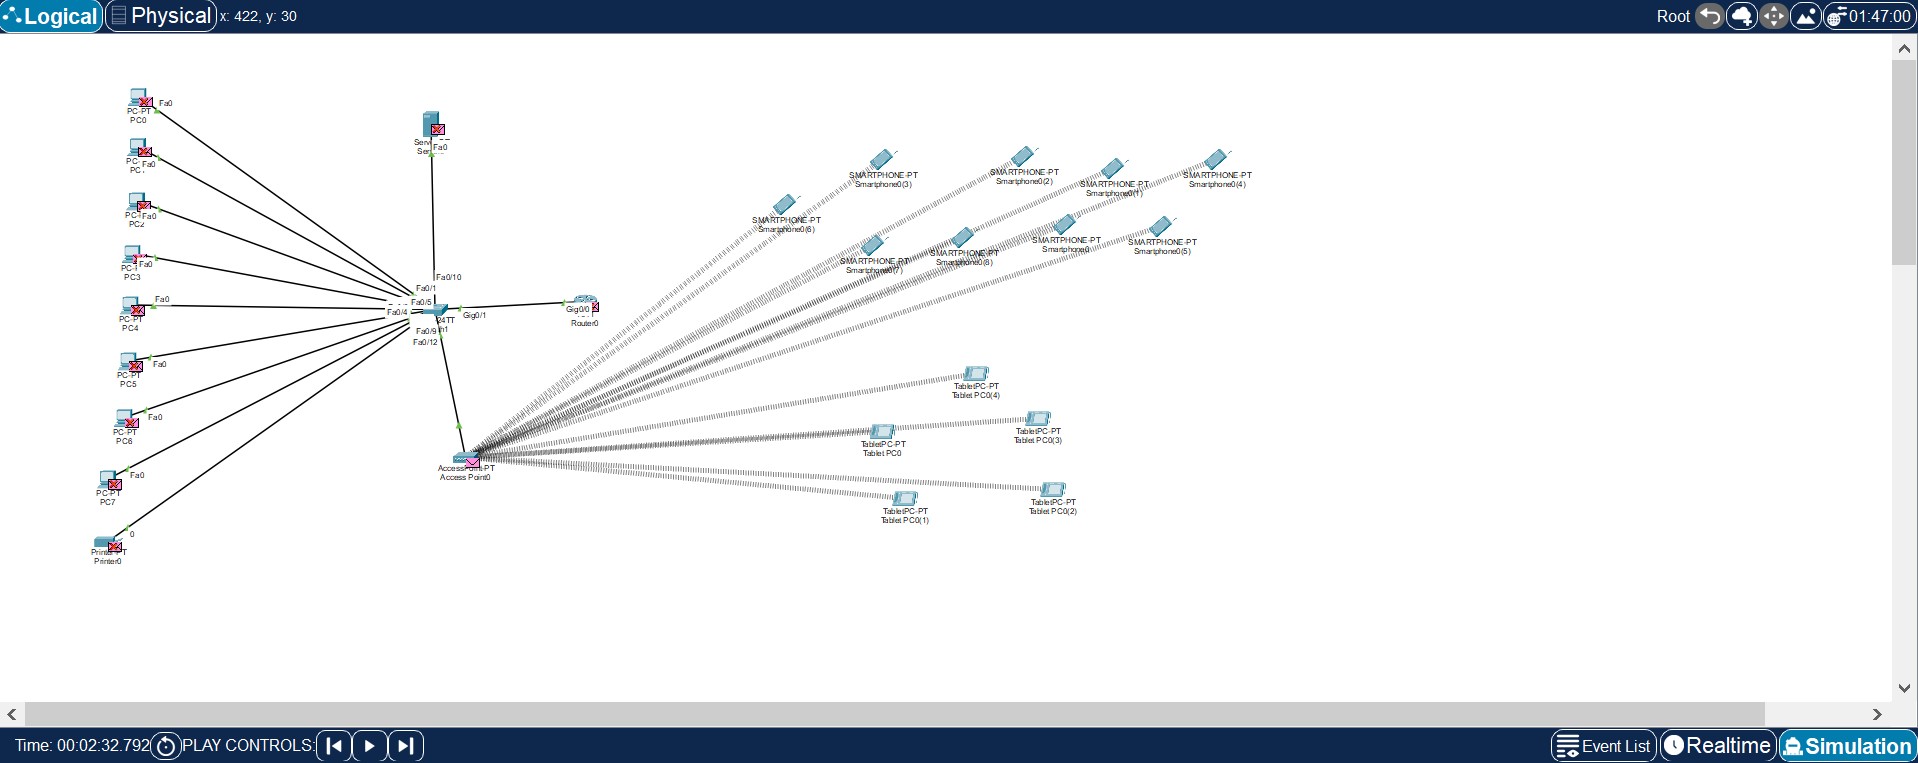 Logical
Physical
x: 422, y: 30
Root
01:47:00
PC-PT
PC0
Fa0
Fa0
PC2
Fa0
PC3
Fa0
PC-PT
PC4
Fa0
PC-PT
PC5
Fa0
PC-PT
PC6
Fa0
PC-PT
PC7
Fa0
Printer-PT
Printer0
0
Fa0
Fa0/10
Fa0/1
Fa0/5
Fa0/4
Fa0/9
Fa0/12
24TT
Gig0/1
Gig0/0
Router0
AccessPoint-PT
Access Point0
SMARTPHONE-PT
Smartphone0(3)
SMARTPHONE-PT
Smartphone0(2)
SMARTPHONE-PT
Smartphone0(1)
SMARTPHONE-PT
Smartphone0(4)
SMARTPHONE-PT
Smartphone0(6)
SMARTPHONE-PT
Smartphone0(7)
SMARTPHONE-PT
Smartphone0(8)
SMARTPHONE-PT
Smartphone0
SMARTPHONE-PT
Smartphone0(5)
TabletPC-PT
Tablet PC0(4)
TabletPC-PT
Tablet PC0(3)
TabletPC-PT
Tablet PC0
TabletPC-PT
Tablet PC0(2)
TabletPC-PT
Tablet PC0(1)
Time: 00:02:32.792
PLAY CONTROLS:
Event List
Realtime
Simulation